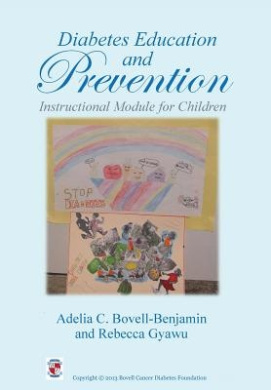 Diabetes Education
and
Prevention
Instructional Module for Children
STOP
Adelia C. Bovell-Benjamin
and Rebecca Gyawu
Copyright © 2013 Bovell Cancer Diabetes Foundation